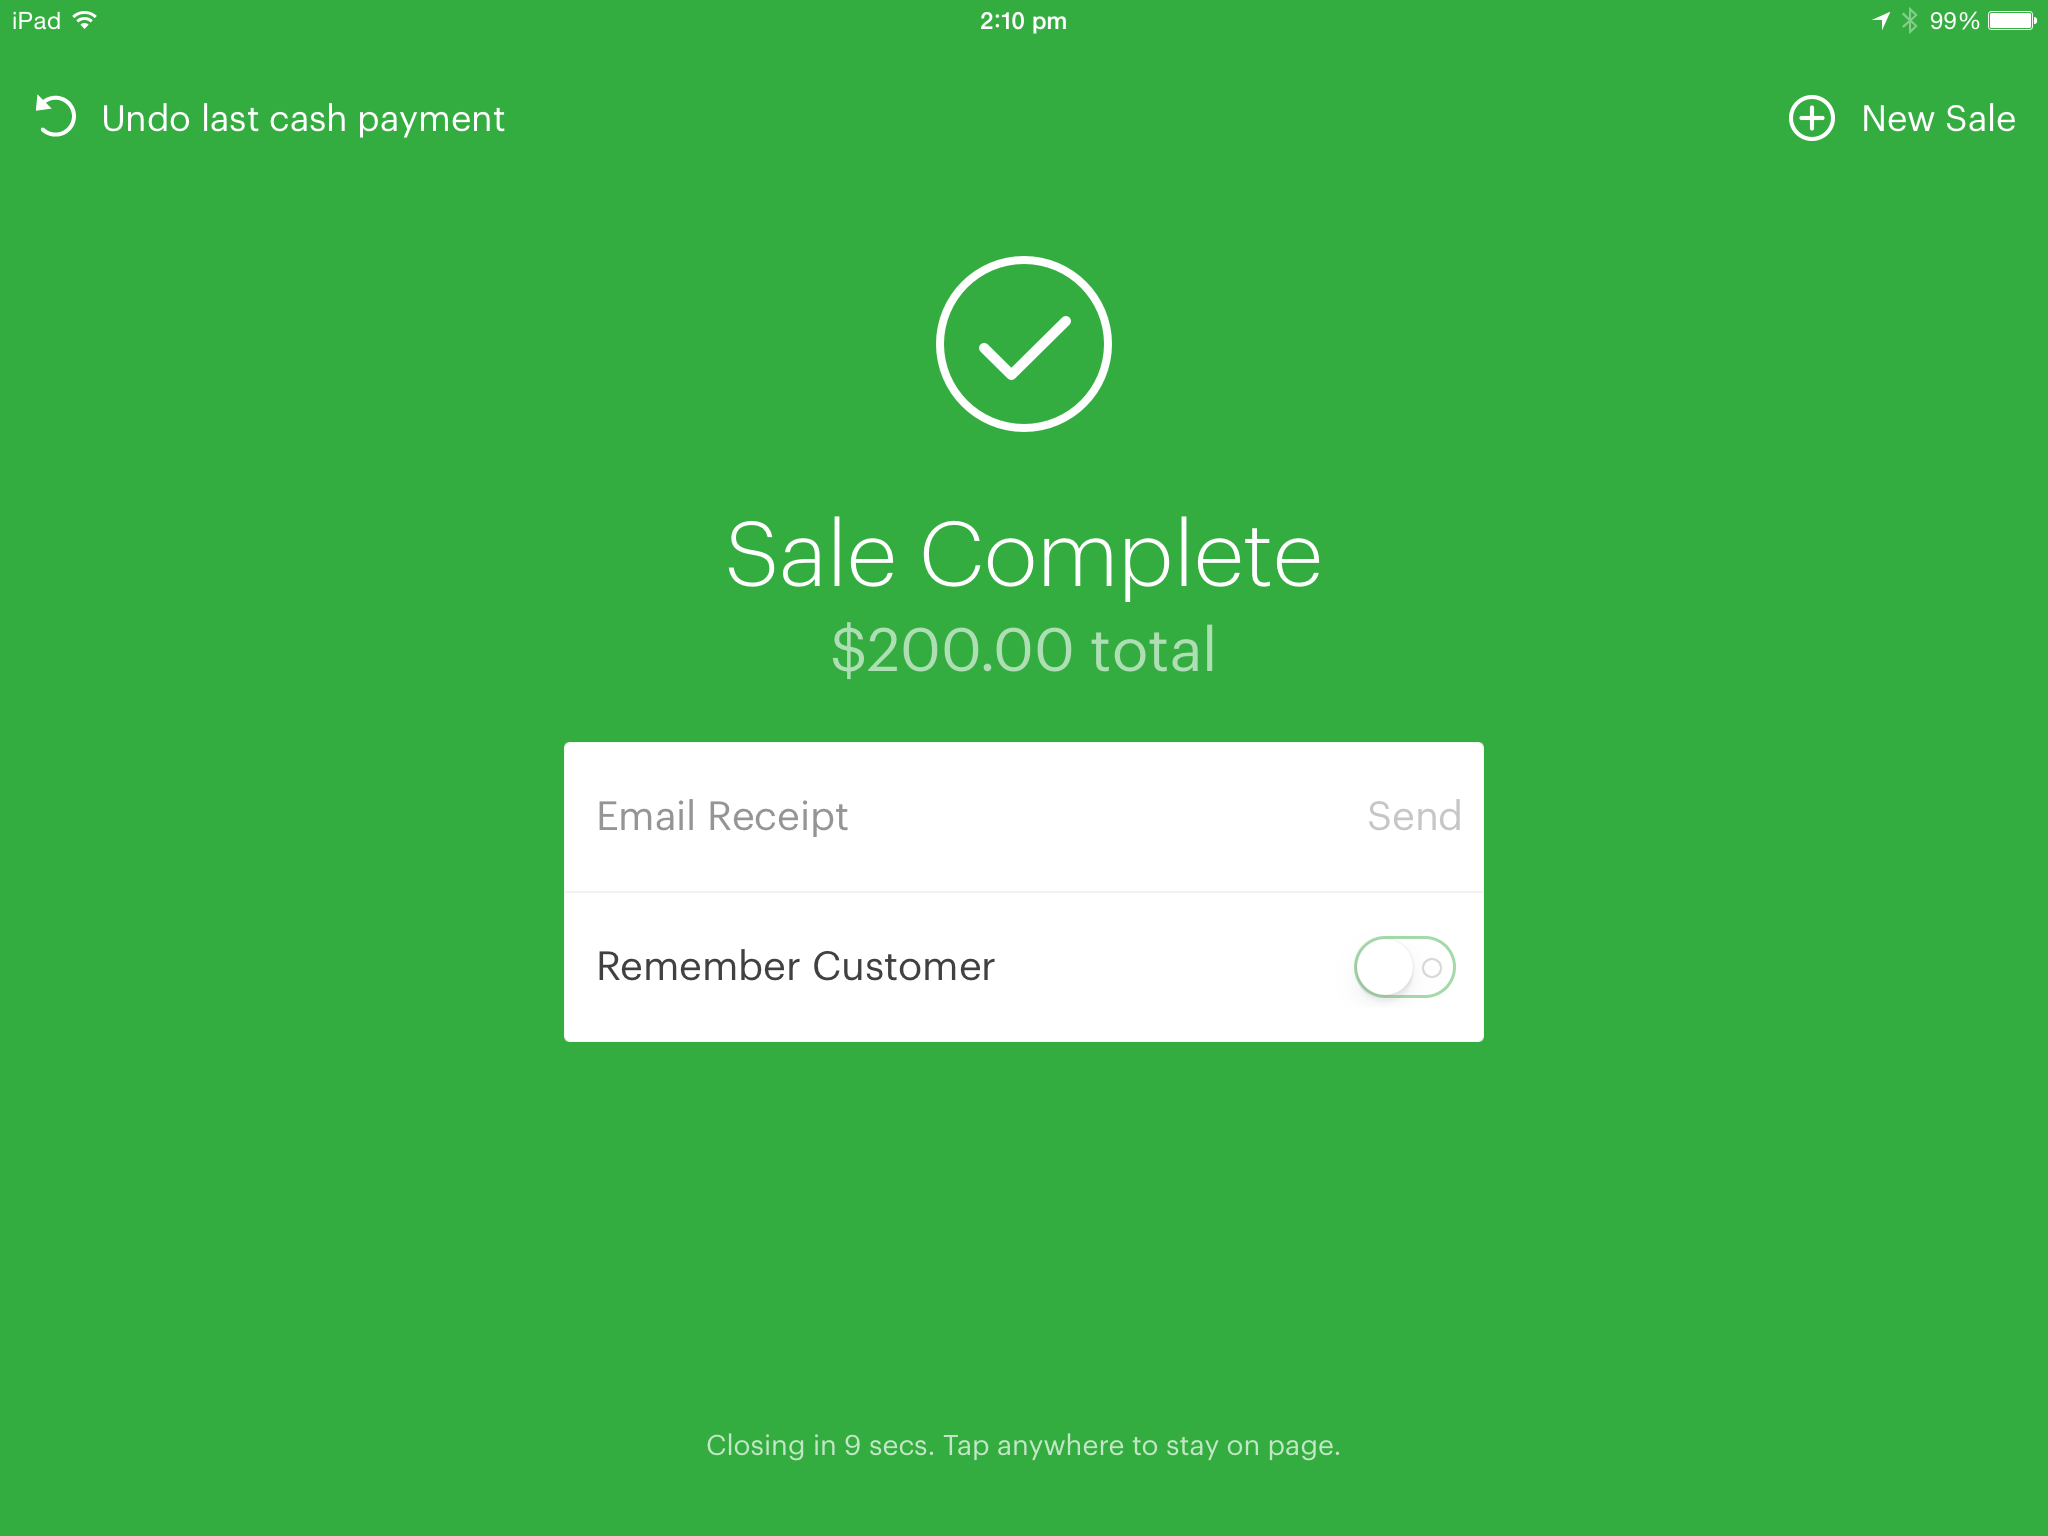 iPad
2:10 pm
99%
Undo last cash payment
New Sale
Sale Complete
$200.00 total
Email Receipt
Send
Remember Customer
Closing in 9 secs. Tap anywhere to stay on page.